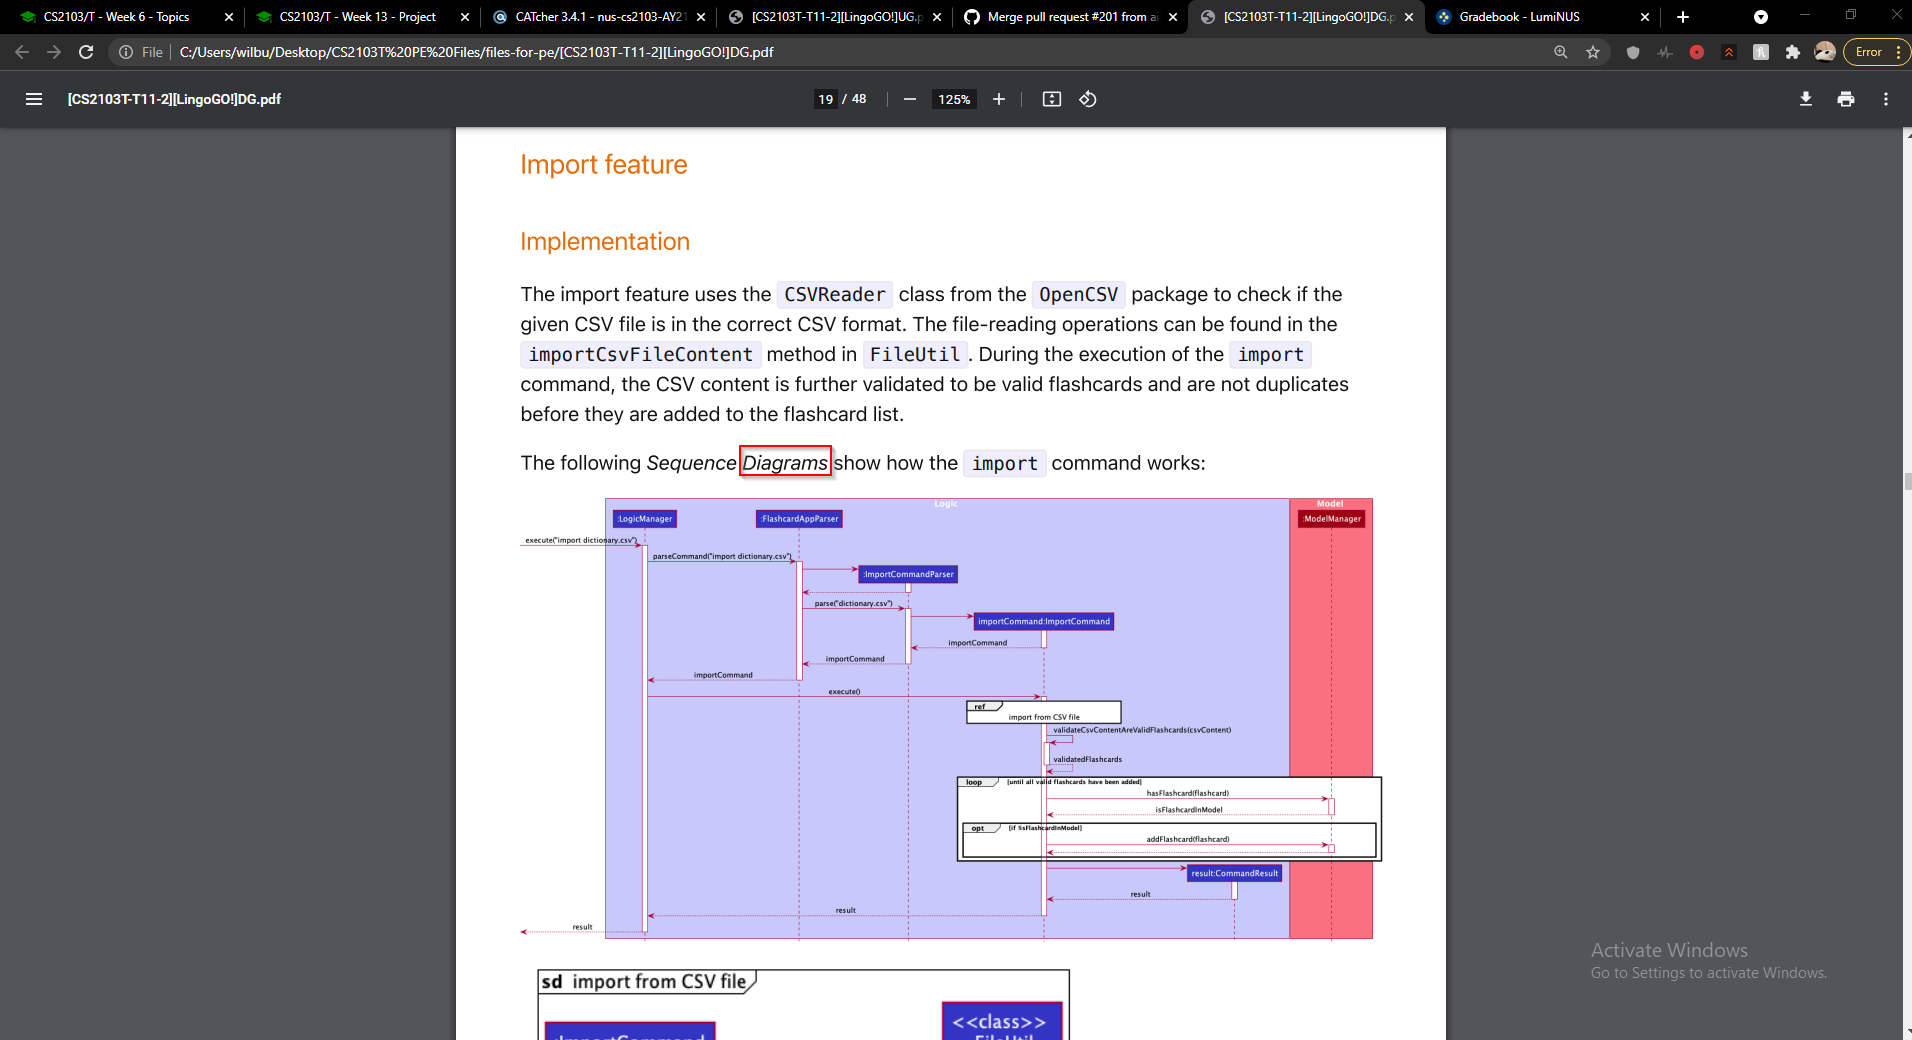 CS2103/T - Week 6 - Topics
CS2103/T - Week 13 - Project
CATcher 3.4.1 - nus-cs2103-AY21
[CS2103T-T11-2][LingoGO!]UG.p
Merge pull request #201 from ai
[CS2103T-T11-2][LingoGO!]DG.p
Gradebook - LumiNUS
File
C:/Users/wilbu/Desktop/CS2103T%20PE%20Files/files-for-pe/[CS2103T-T11-2][LingoGO!]DG.pdf
Error
[CS2103T-T11-2][LingoGO!]DG.pdf
19 / 48
125%
Import feature
Implementation
The import feature uses the CSVReader class from the OpenCSV package to check if the
given CSV file is in the correct CSV format. The file-reading operations can be found in the
importCsvFileContent method in FileUtil. During the execution of the import
command, the CSV content is further validated to be valid flashcards and are not duplicates
before they are added to the flashcard list.
The following Sequence Diagrams show how the import command works:
Logic
Model
:LogicManager
:FlashcardAppParser
:ModelManager
execute("import dictionary.csv")
parseCommand("import dictionary.csv")
:ImportCommandParser
parse("dictionary.csv")
importCommand:ImportCommand
importCommand
importCommand
importCommand
execute()
ref
import from CSV file
validateCsvContentAreValidFlashcards(csvContent)
validatedFlashcards
loop
[until all valid flashcards have been added]
hasFlashcard(flashcard)
isFlashcardInModel
opt
[if !isFlashcardInModel]
addFlashcard(flashcard)
result:CommandResult
result
result
result
sd import from CSV file
<<class>>
:ImportCommand
FileUtil
Activate Windows
Go to Settings to activate Windows.